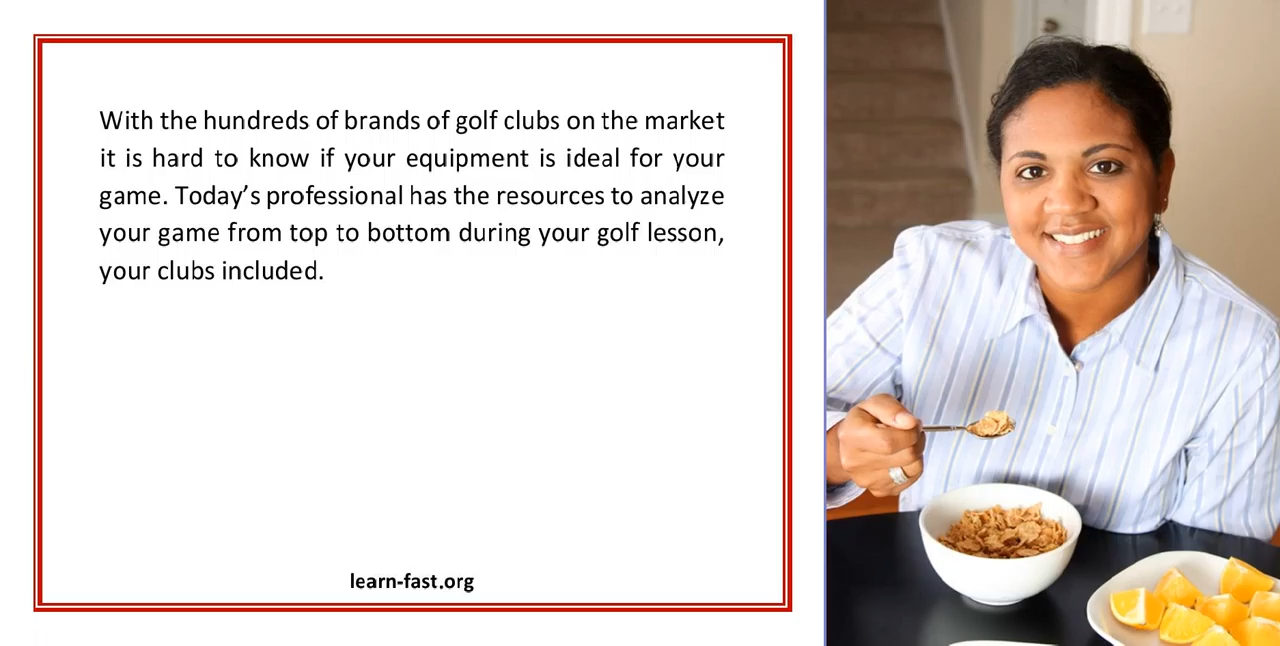 With the hundreds of brands of golf clubs on the market
it is hard to know if your equipment is ideal for your
game. Today’s professional has the resources to analyze
your game from top to bottom during your golf lesson,
your clubs included.
learn-fast.org